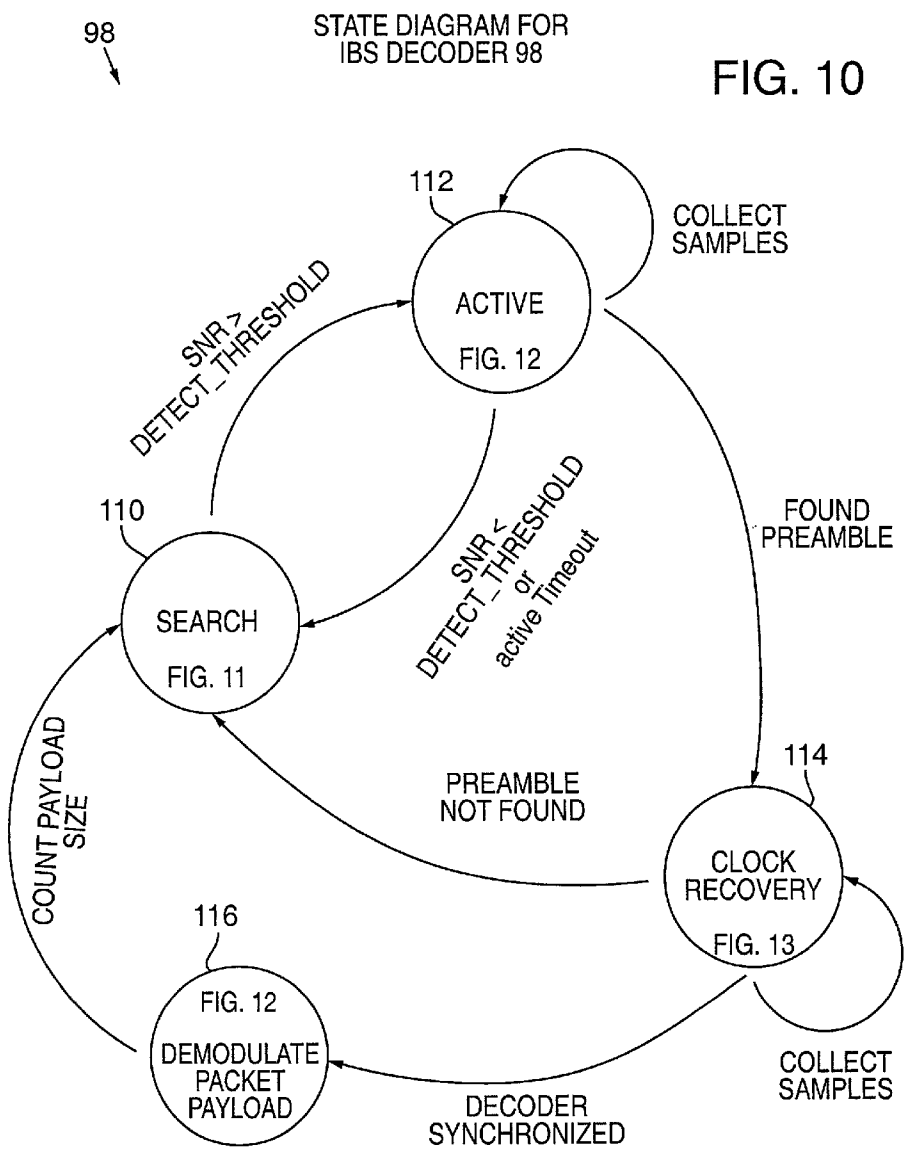 98
STATE DIAGRAM FOR
IBS DECODER 98
FIG. 10
112
COLLECT
SAMPLES
ACTIVE
FIG. 12
SNR >
DETECT_THRESHOLD
110
SNR <
DETECT_THRESHOLD
or
active Timeout
FOUND
PREAMBLE
SEARCH
FIG. 11
114
PREAMBLE
NOT FOUND
COUNT PAYLOAD
SIZE
CLOCK
RECOVERY
FIG. 13
116
FIG. 12
DEMODULATE
PACKET
PAYLOAD
COLLECT
SAMPLES
DECODER
SYNCHRONIZED